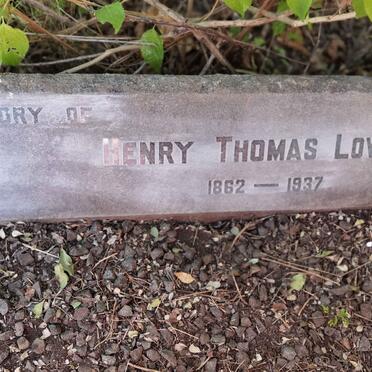 ORY OF
HENRY THOMAS LOV
1862 — 1937